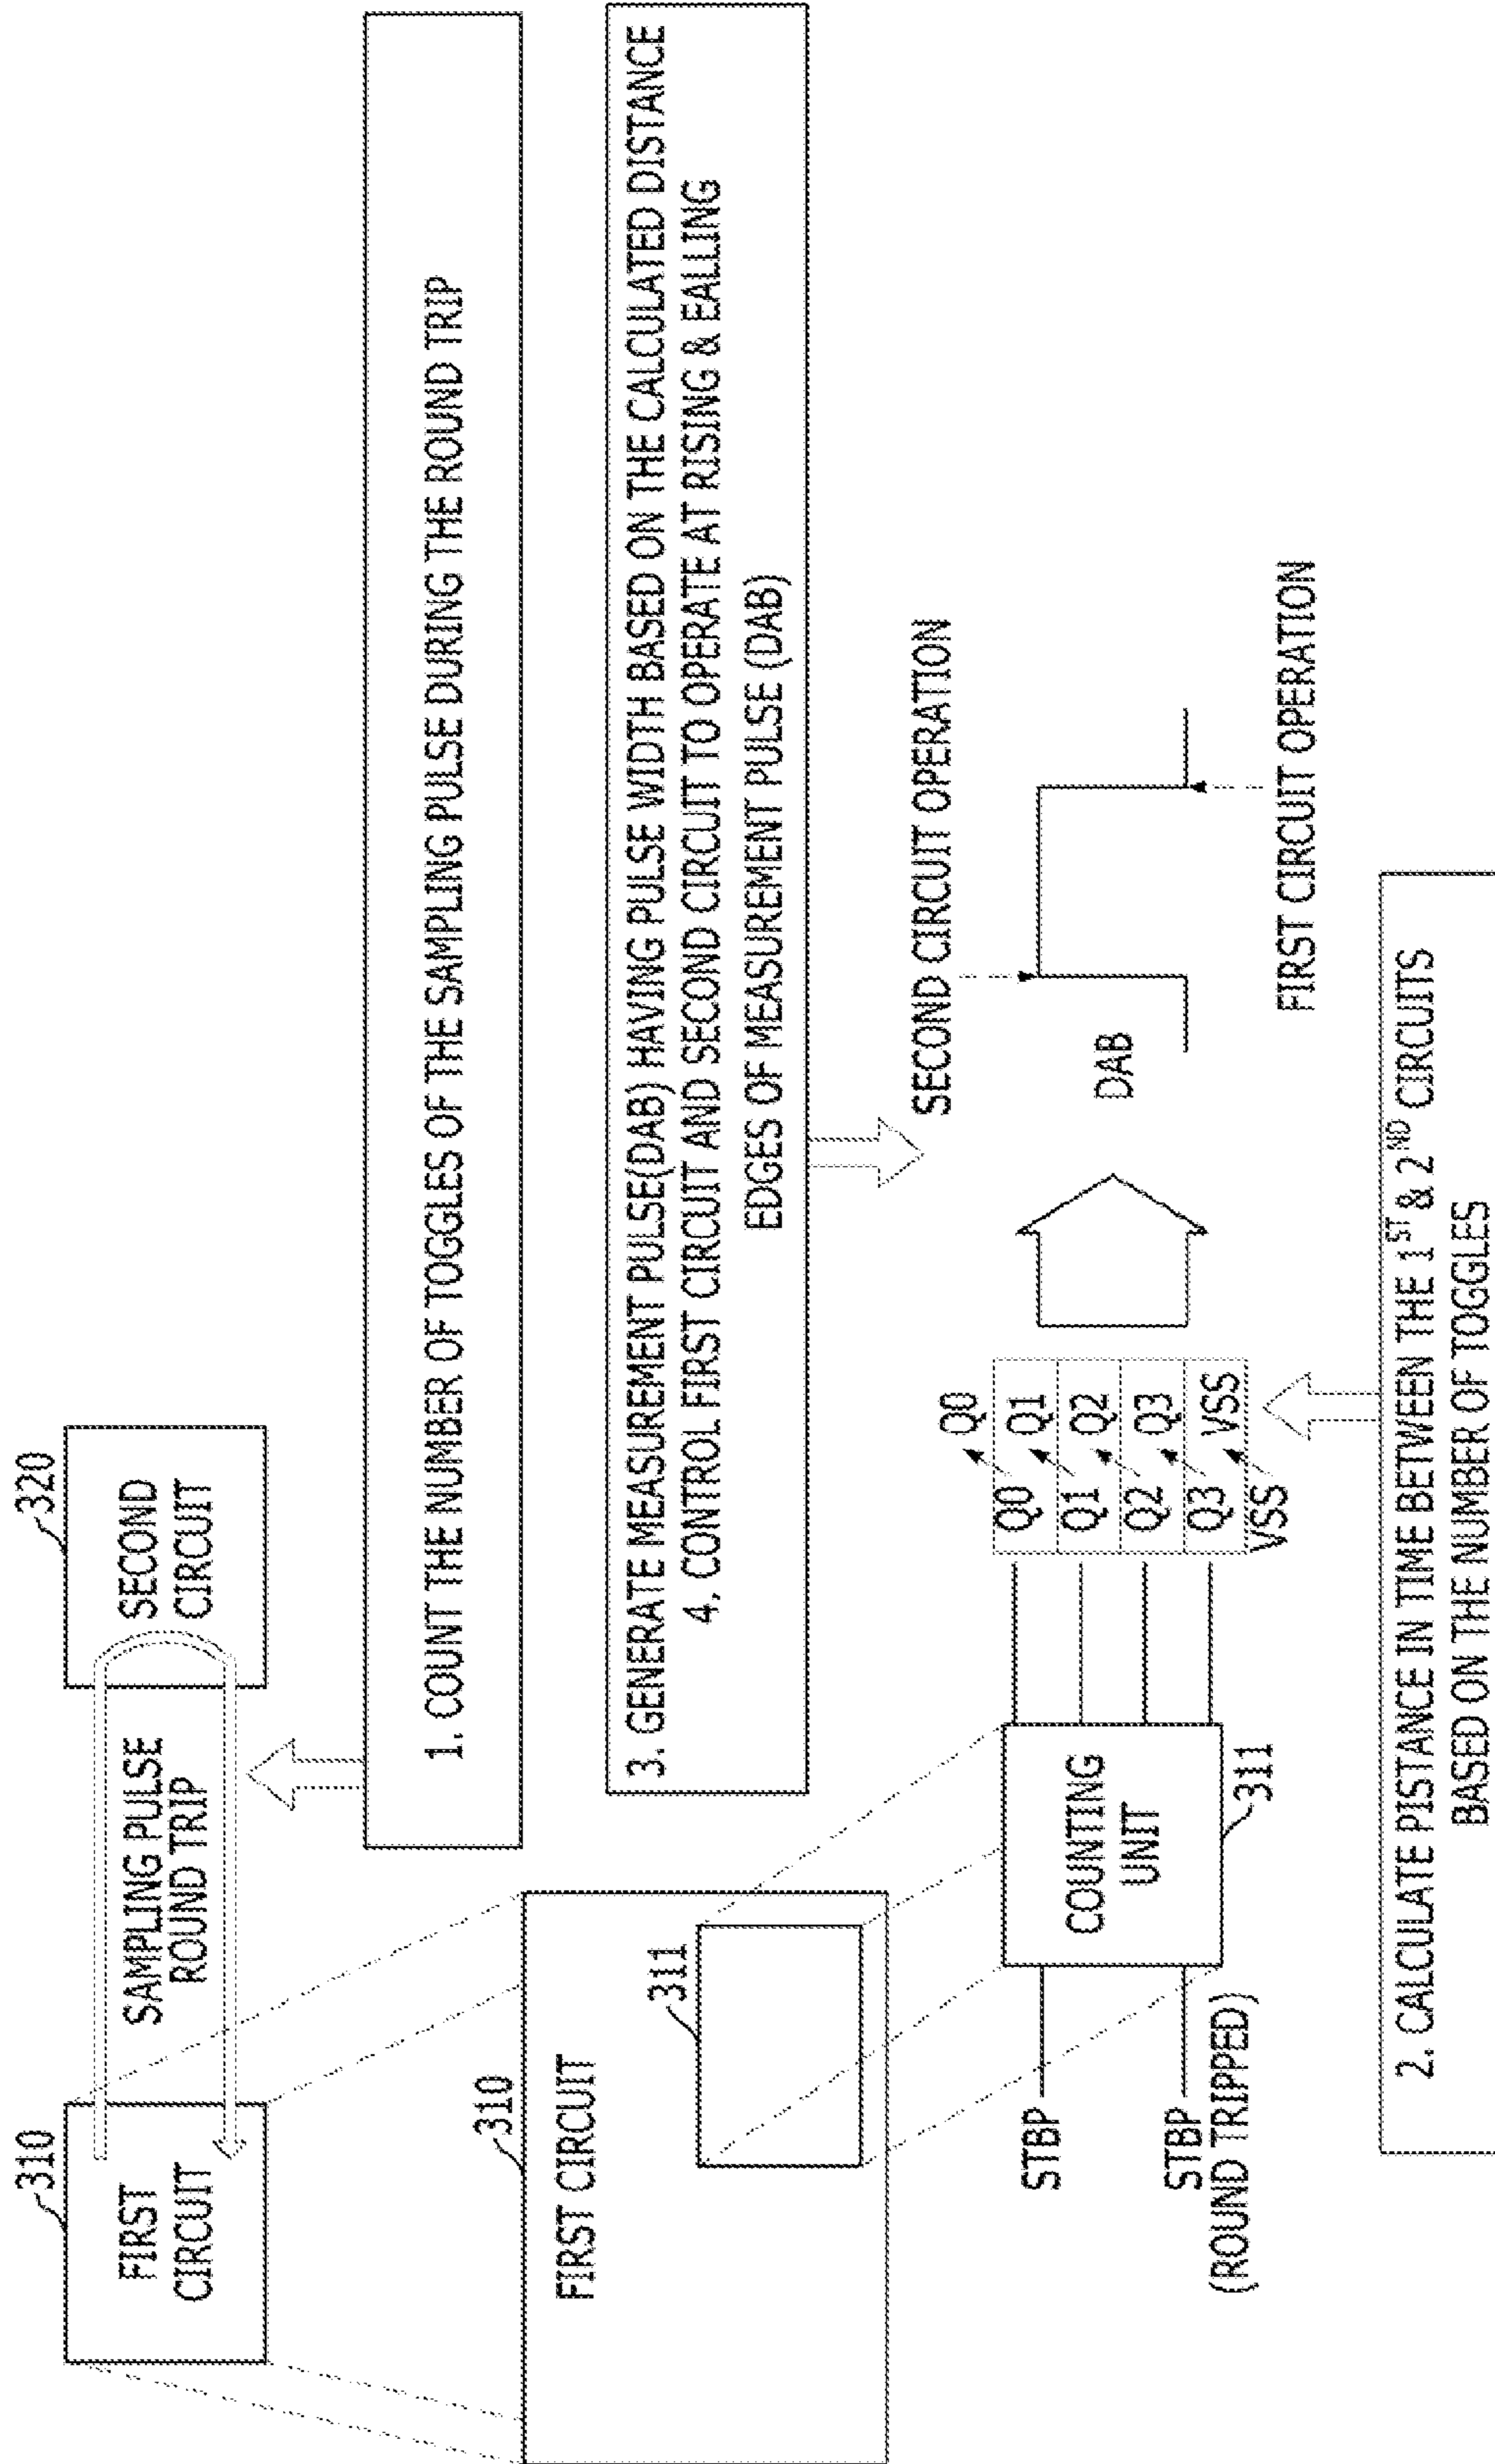 310
FIRST
CIRCUIT
SAMPLING PULSE
ROUND TRIP
320
SECOND
CIRCUIT
1. COUNT THE NUMBER OF TOGGLES OF THE SAMPLING PULSE DURING THE ROUND TRIP
310
FIRST CIRCUIT
311
3. GENERATE MEASUREMENT PULSE(DAB) HAVING PULSE WIDTH BASED ON THE CALCULATED DISTANCE
4, CONTROL FIRST CIRCUIT AND SECOND CIRCUIT TO OPERATE AT RISING & EALLING
EDGES OF MEASUREMENT PULSE (DAB)
STBP
STBP
(ROUND TRIPPED)
COUNTING
UNIT
311
Q0
Q0
Q1
Q1
Q2
Q2
Q3
Q3
VSS
VSS
DAB
SECOND CIRCUIT OPERATION
FIRST CIRCUIT OPERATION
2. CALCULATE PISTANCE IN TIME BETWEEN THE 1ST & 2ND CIRCUITS
BASED ON THE NUMBER OF TOGGLES